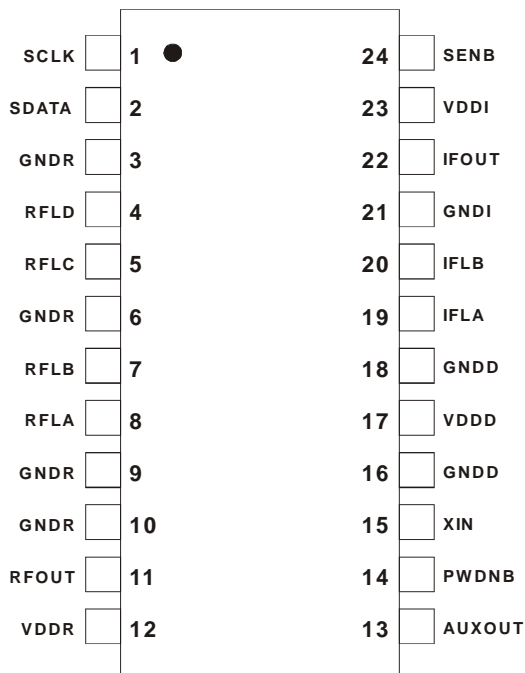 SCLK 1 24 SENB
SDATA 2 23 VDDI
GNDR 3 22 IFOUT
RFLD 4 21 GNDI
RFLC 5 20 IFLB
GNDR 6 19 IFLA
RFLB 7 18 GNDD
RFLA 8 17 VDDD
GNDR 9 16 GNDD
GNDR 10 15 XIN
RFOUT 11 14 PWDNB
VDDR 12 13 AUXOUT